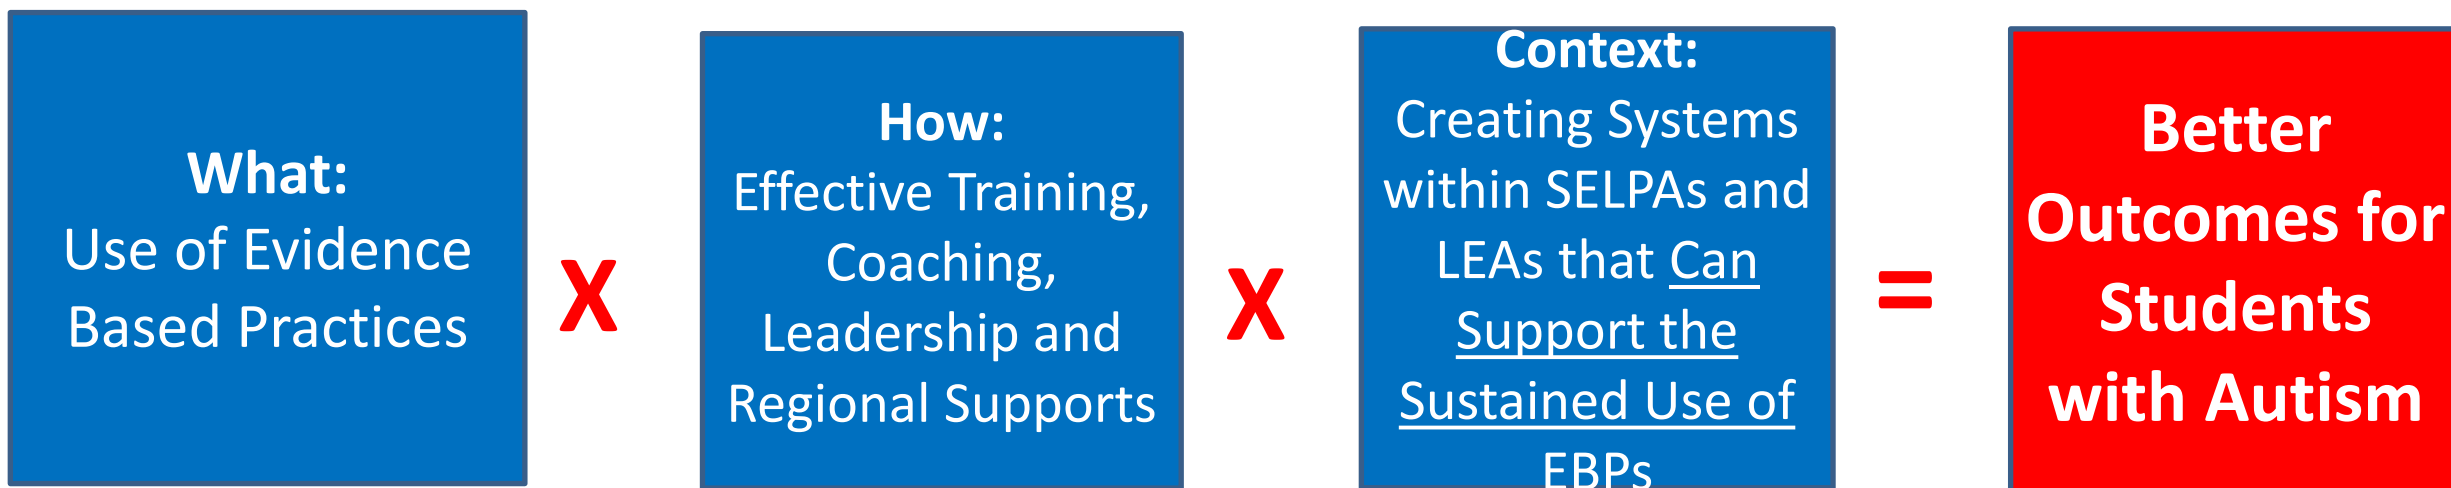 What:
Use of Evidence
Based Practices
X
How:
Effective Training,
Coaching,
Leadership and
Regional Supports
X
Context:
Creating Systems
within SELPAs and
LEAs that Can
Support the
Sustained Use of
EBPs
=
Better
Outcomes for
Students
with Autism